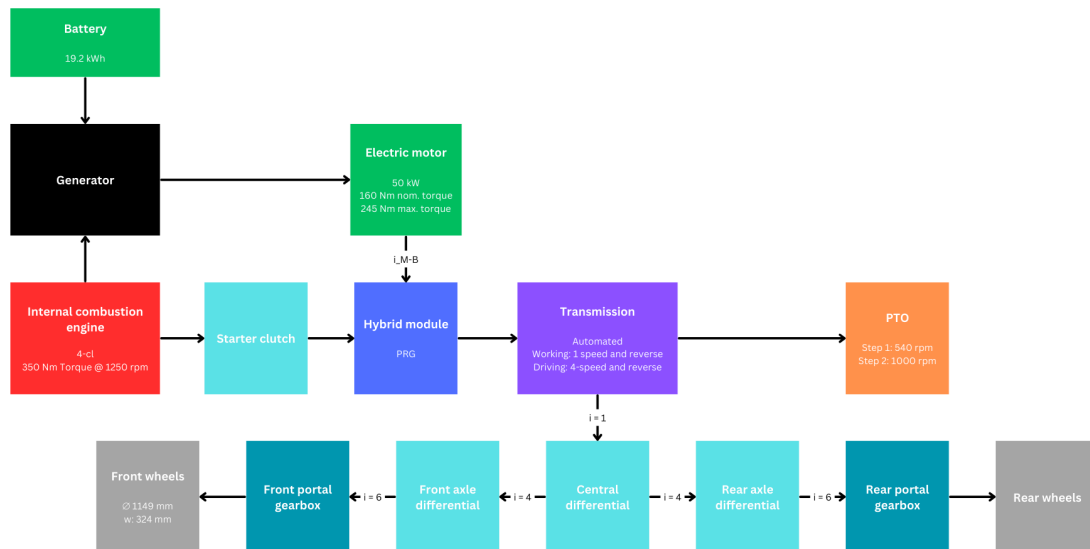 Battery
19.2 kWh
Generator
Electric motor
50 kW
160 Nm nom. torque
245 Nm max. torque
i_M-B
Internal combustion
engine
4-cl
350 Nm Torque @ 1250 rpm
Starter clutch
Hybrid module
PRG
Transmission
Automated
Working: 1 speed and reverse
Driving: 4-speed and reverse
PTO
Step 1: 540 rpm
Step 2: 1000 rpm
i = 1
Front wheels
∅ 1149 mm
w: 324 mm
Front portal
gearbox
i = 6
Front axle
differential
i = 4
Central
differential
i = 4
Rear axle
differential
i = 6
Rear portal
gearbox
Rear wheels